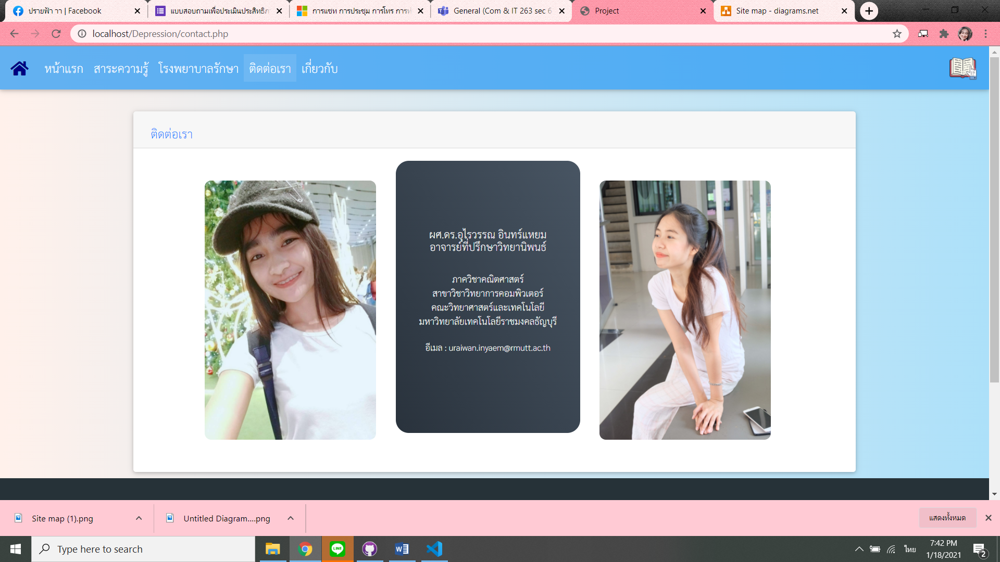 ปรายฟ้า าา | Facebook
แบบสอบถามเพื่อประเมินประสิทธิภ
การแชท การประชุม การโทร การทำ
General (Com & IT 263 sec 6
Project
Site map - diagrams.net
localhost/Depression/contact.php
หน้าแรก
สาระความรู้
โรงพยาบาลรักษา
ติดต่อเรา
เกี่ยวกับ
ติดต่อเรา
ผศ.ดร.อุไรวรรณ อินทร์แหยม
อาจารย์ที่ปรึกษาวิทยานิพนธ์
ภาควิชาคณิตศาสตร์
สาขาวิชาวิทยาการคอมพิวเตอร์
คณะวิทยาศาสตร์และเทคโนโลยี
มหาวิทยาลัยเทคโนโลยีราชมงคลธัญบุรี
อีเมล : uraiwan.inyaem@rmutt.ac.th
Site map (1).png
Untitled Diagram....png
แสดงทั้งหมด
Type here to search
LINE
ไทย
7:42 PM
1/18/2021
2